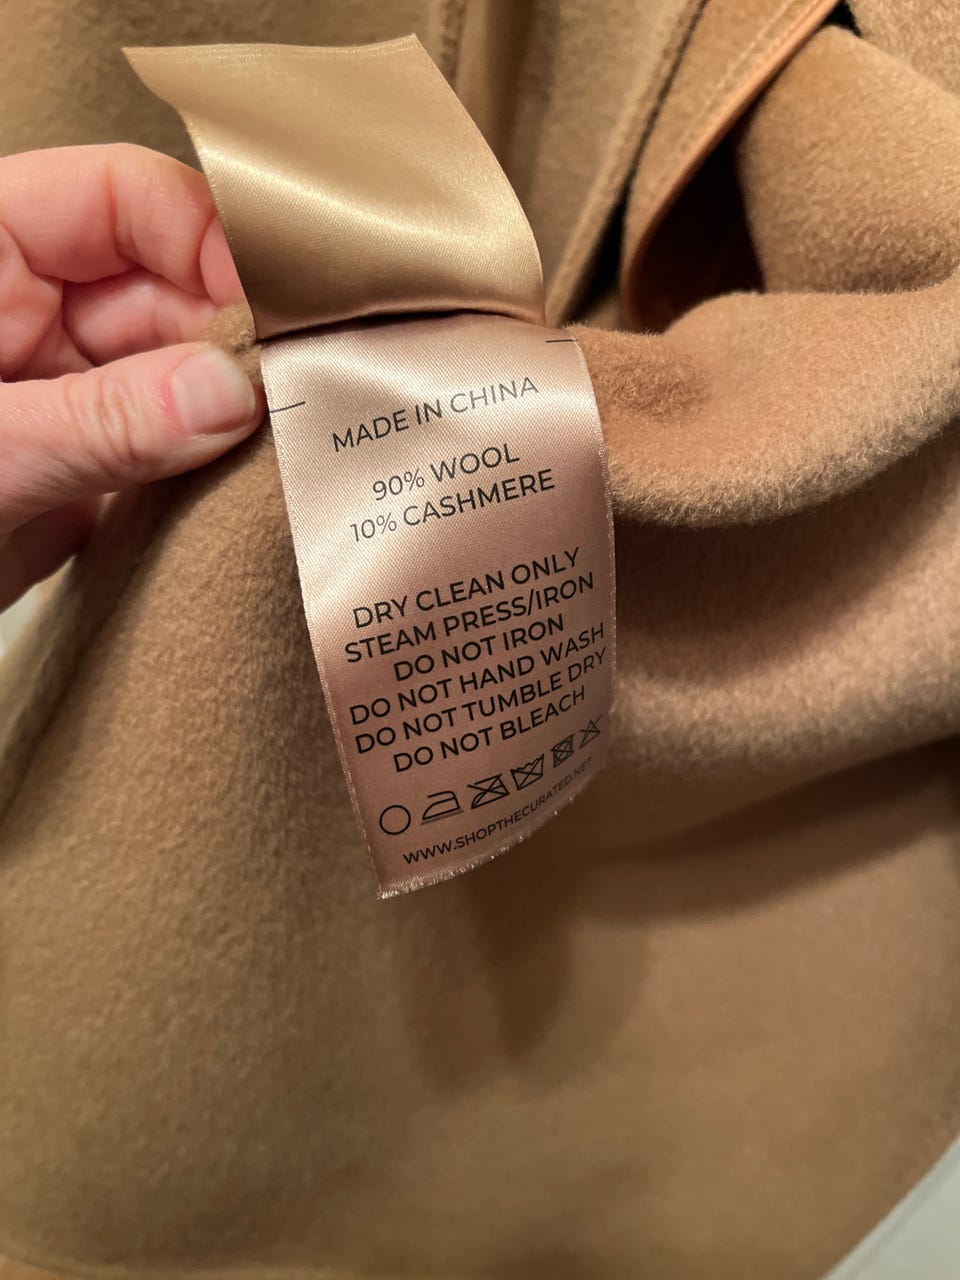 MADE IN CHINA
90% WOOL
10% CASHMERE
DRY CLEAN ONLY
STEAM PRESS/IRON
DO NOT IRON
DO NOT HAND WASH
DO NOT TUMBLE DRY
DO NOT BLEACH
WWW.SHOPTHECURATED.NET